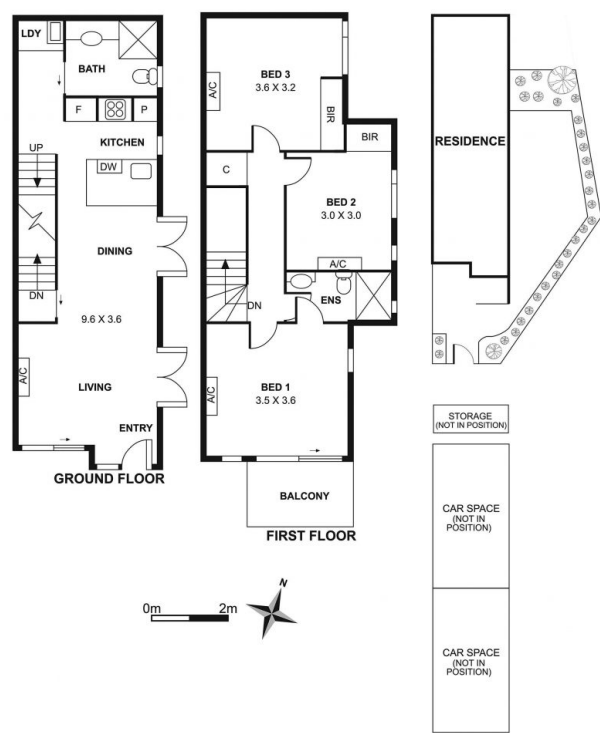 LDY
BATH
F
P
KITCHEN
UP
DW
DINING
DN
9.6 X 3.6
A/C
LIVING
ENTRY
GROUND FLOOR
BED 3
3.6 X 3.2
A/C
BIR
BIR
C
BED 2
3.0 X 3.0
A/C
ENS
DN
BED 1
3.5 X 3.6
A/C
BALCONY
FIRST FLOOR
RESIDENCE
STORAGE
(NOT IN POSITION)
CAR SPACE
(NOT IN
POSITION)
CAR SPACE
(NOT IN
POSITION)
0m 2m
N